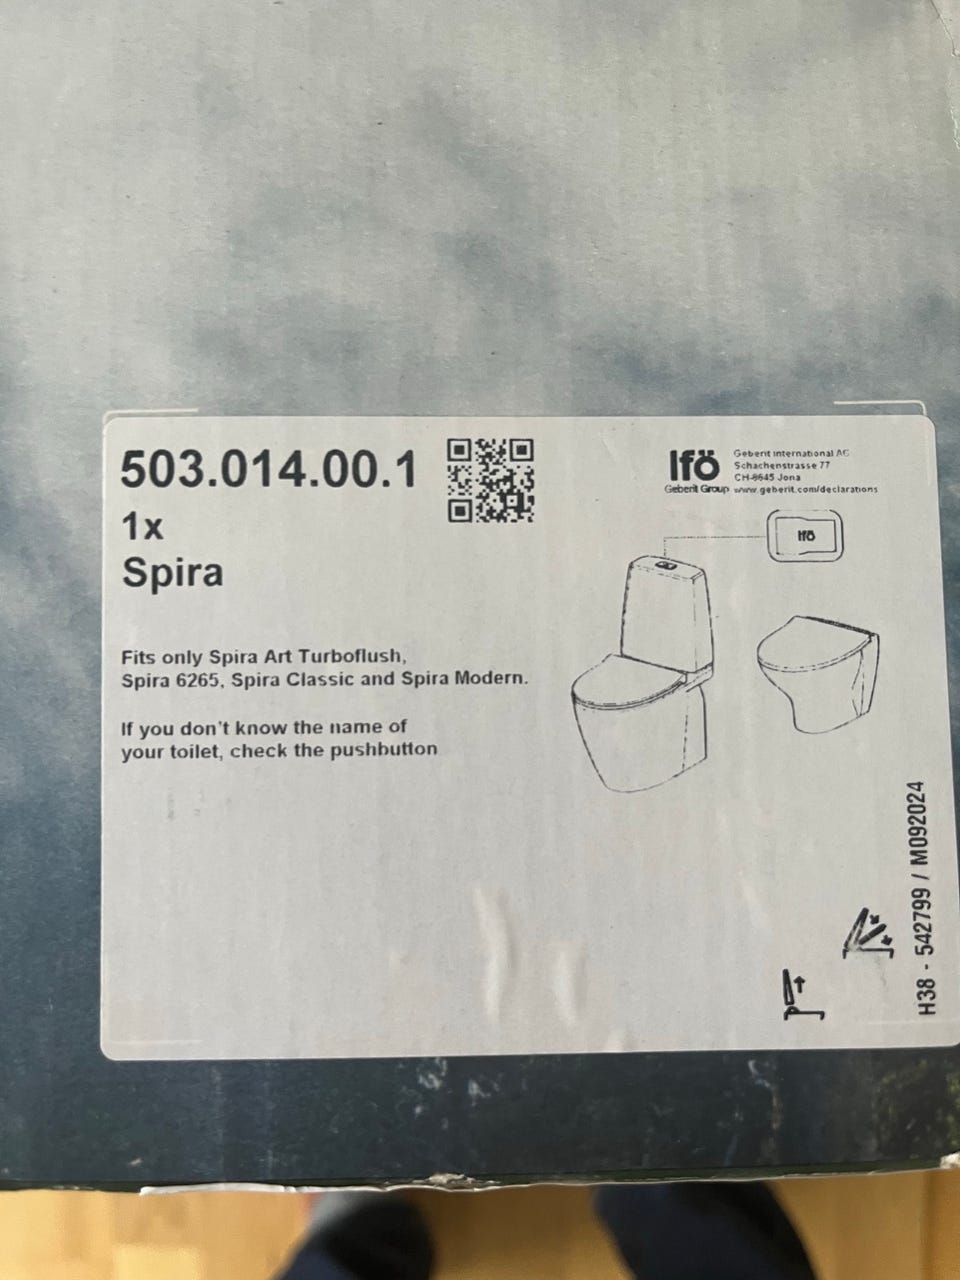 503.014.00.1
1x
Spira
Ifö
Geberit Group
Geberit International AG
Schachenstrasse 77
CH-8645 Jona
www.geberit.com/declarations
Ifö
Fits only Spira Art Turboflush,
Spira 6265, Spira Classic and Spira Modern.
If you don't know the name of
your toilet, check the pushbutton
H38 - 542799 / M092024